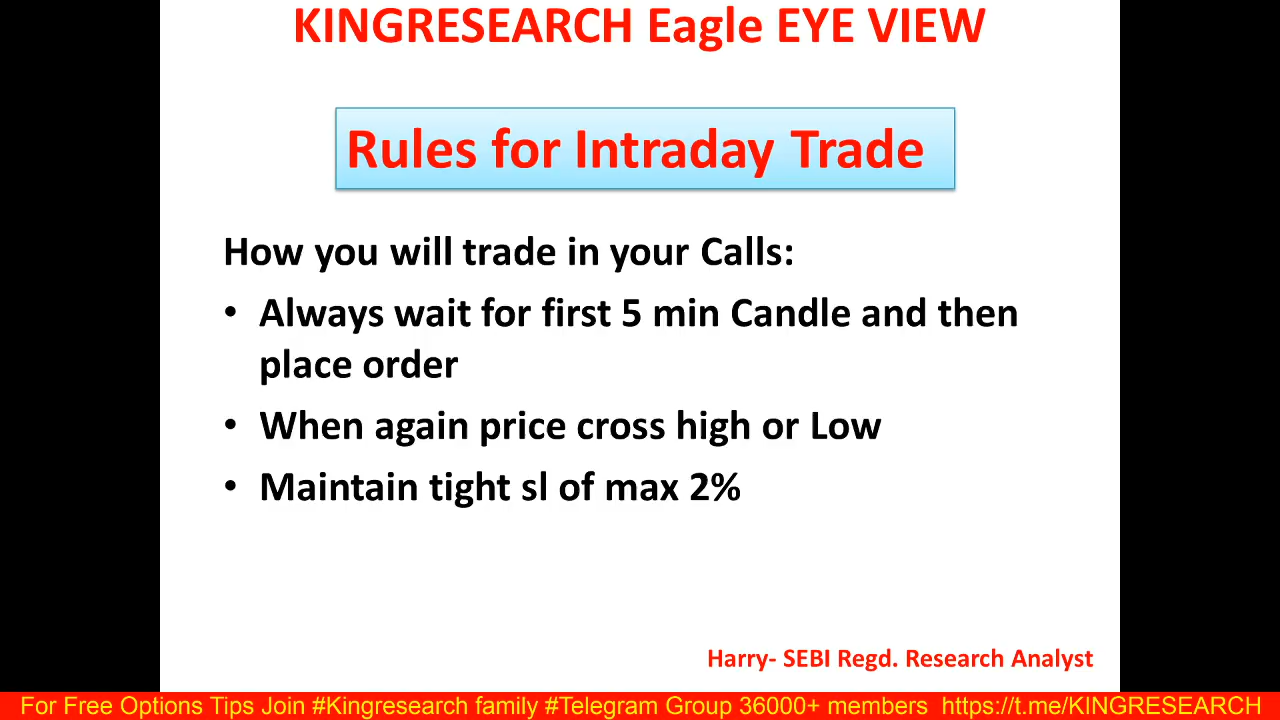 KINGRESEARCH Eagle EYE VIEW
Rules for Intraday Trade
How you will trade in your Calls:
• Always wait for first 5 min Candle and then
place order
• When again price cross high or Low
• Maintain tight sl of max 2%
Harry- SEBI Regd. Research Analyst
For Free Options Tips Join #Kingresearch family #Telegram Group 36000+ members https://t.me/KINGRESEARCH